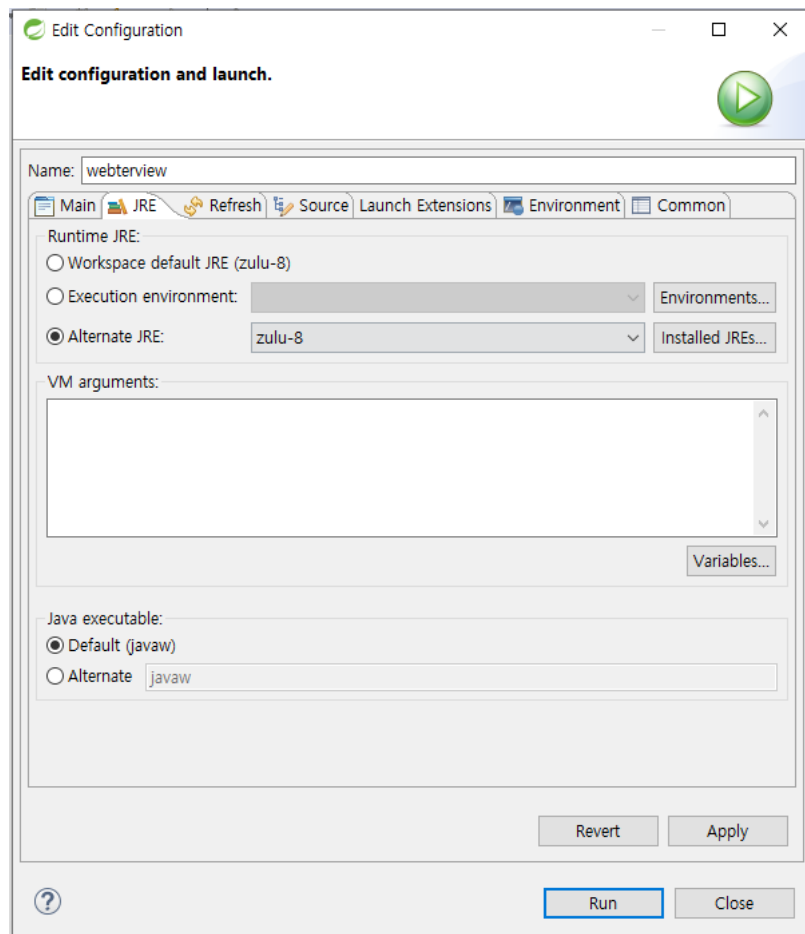 Edit Configuration
Edit configuration and launch.
Name: webterview
Main JRE Refresh Source Launch Extensions Environment Common
Runtime JRE:
Workspace default JRE (zulu-8)
Execution environment: Environments...
Alternate JRE: zulu-8 Installed JREs...
VM arguments:
Variables...
Java executable:
Default (javaw)
Alternate javaw
Revert Apply
? Run Close